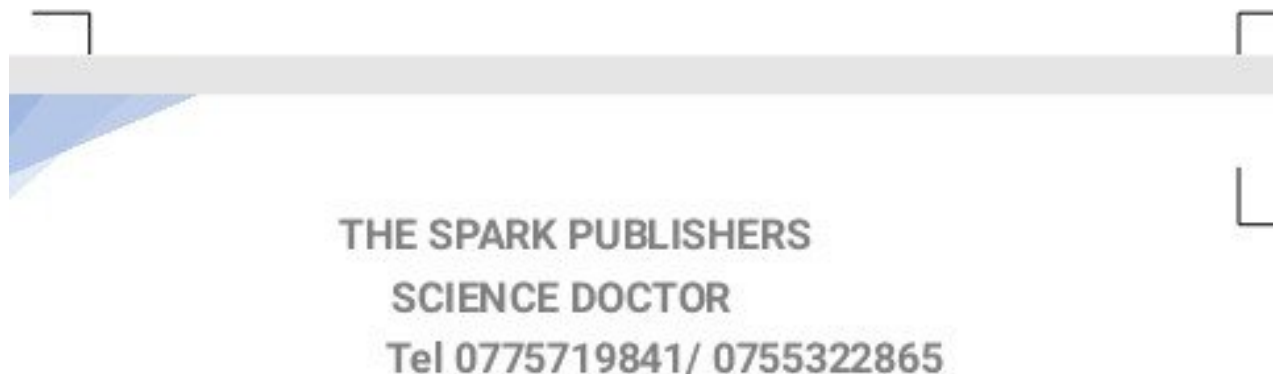 THE SPARK PUBLISHERS
SCIENCE DOCTOR
Tel 0775719841/ 0755322865